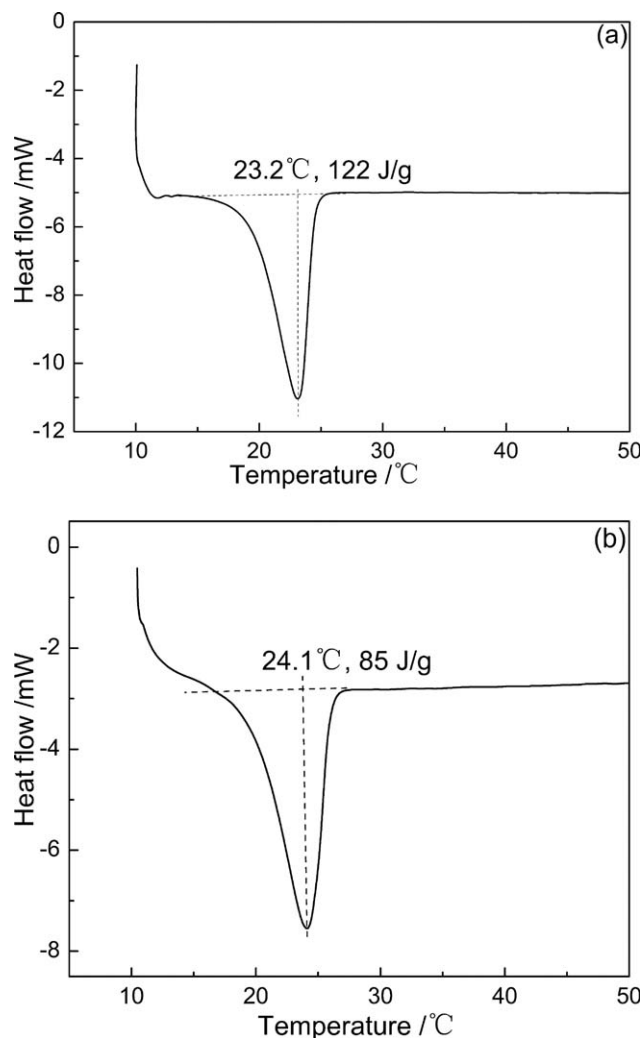 (a)
0
-2
-4
-6
-8
-10
-12
Heat flow /mW
23.2℃, 122 J/g
10 20 30 40 50
Temperature /℃
(b)
0
-2
-4
-6
-8
Heat flow /mW
24.1℃, 85 J/g
10 20 30 40 50
Temperature /℃